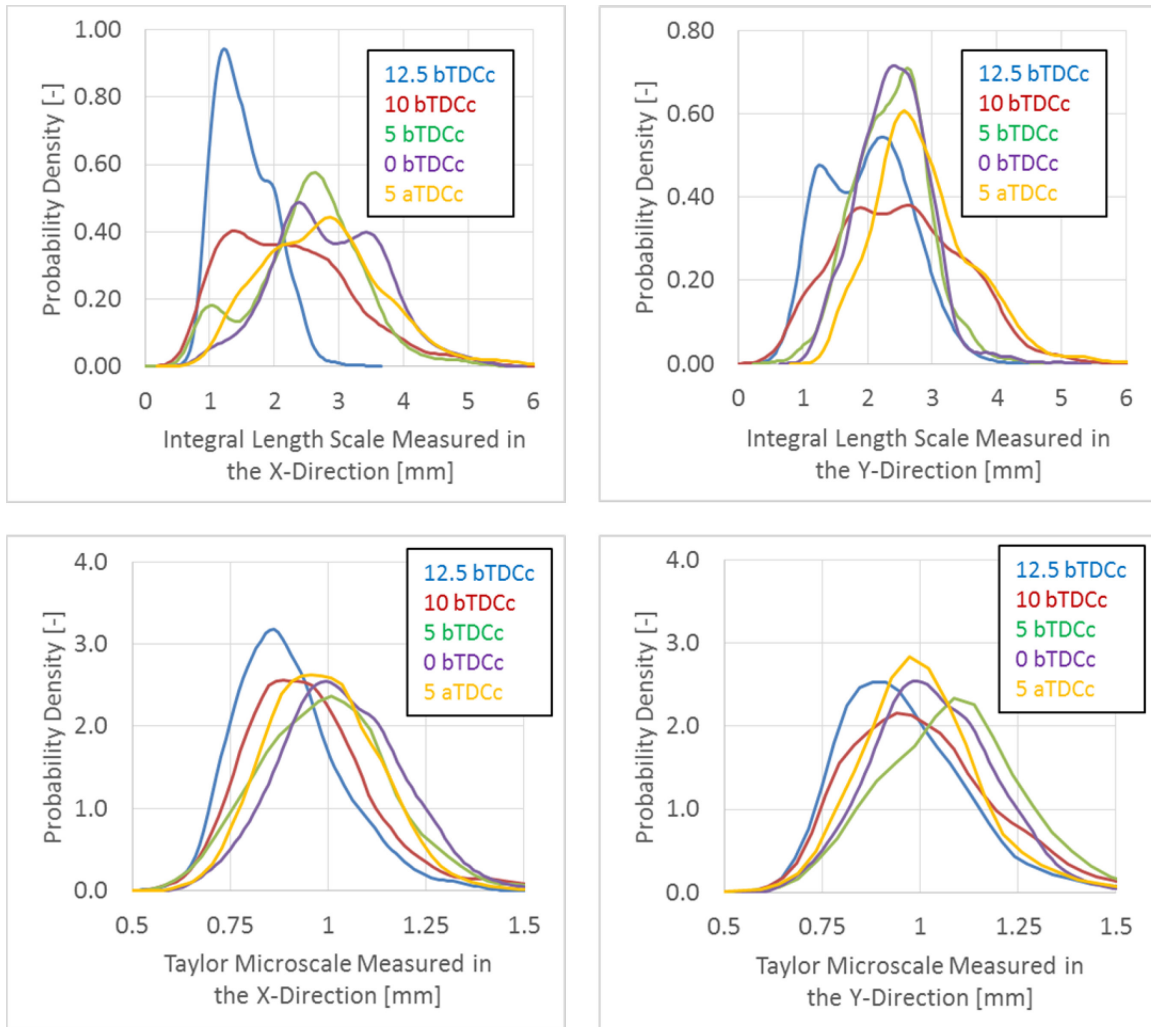 1.00
0.80
0.60
0.40
0.20
0.00
Probability Density [-]
12.5 bTDCc
10 bTDCc
5 bTDCc
0 bTDCc
5 aTDCc
0 1 2 3 4 5 6
Integral Length Scale Measured in
the X-Direction [mm]
0.80
0.60
0.40
0.20
0.00
Probability Density [-]
12.5 bTDCc
10 bTDCc
5 bTDCc
0 bTDCc
5 aTDCc
0 1 2 3 4 5 6
Integral Length Scale Measured in
the Y-Direction [mm]
4.0
3.0
2.0
1.0
0.0
Probability Density [-]
12.5 bTDCc
10 bTDCc
5 bTDCc
0 bTDCc
5 aTDCc
0.5 0.75 1 1.25 1.5
Taylor Microscale Measured in
the X-Direction [mm]
4.0
3.0
2.0
1.0
0.0
Probability Density [-]
12.5 bTDCc
10 bTDCc
5 bTDCc
0 bTDCc
5 aTDCc
0.5 0.75 1 1.25 1.5
Taylor Microscale Measured in
the Y-Direction [mm]